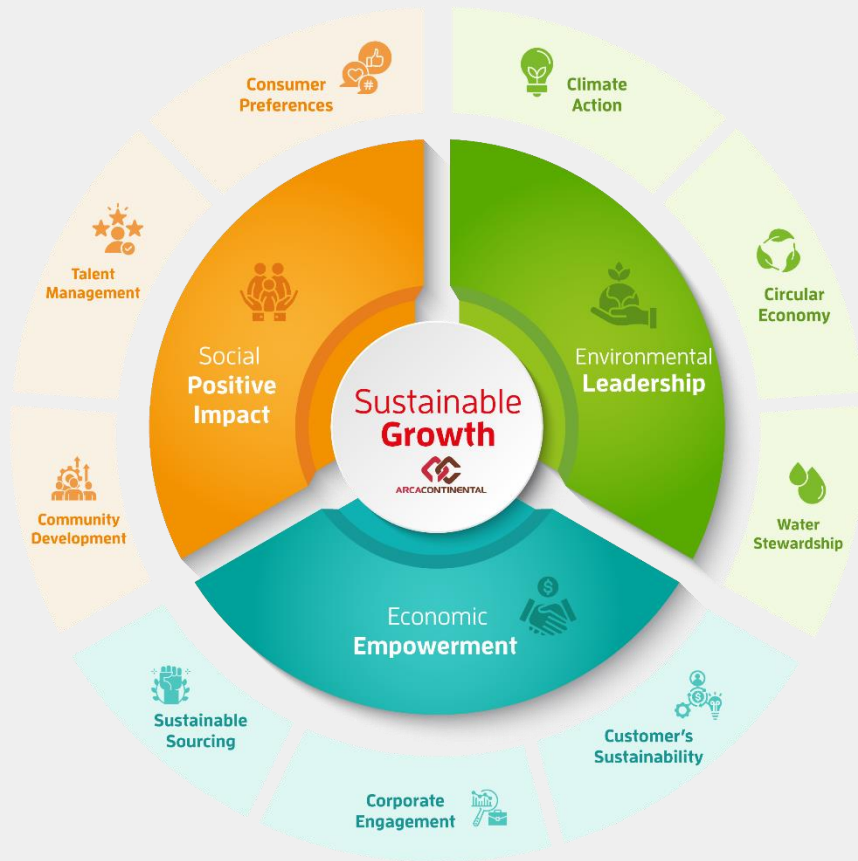 Consumer
Preferences
Climate
Action
Talent
Management
Circular
Economy
Social
Positive
Impact
Environmental
Leadership
Sustainable
Growth
ARCACONTINENTAL
Community
Development
Water
Stewardship
Economic
Empowerment
Sustainable
Sourcing
Customer's
Sustainability
Corporate
Engagement